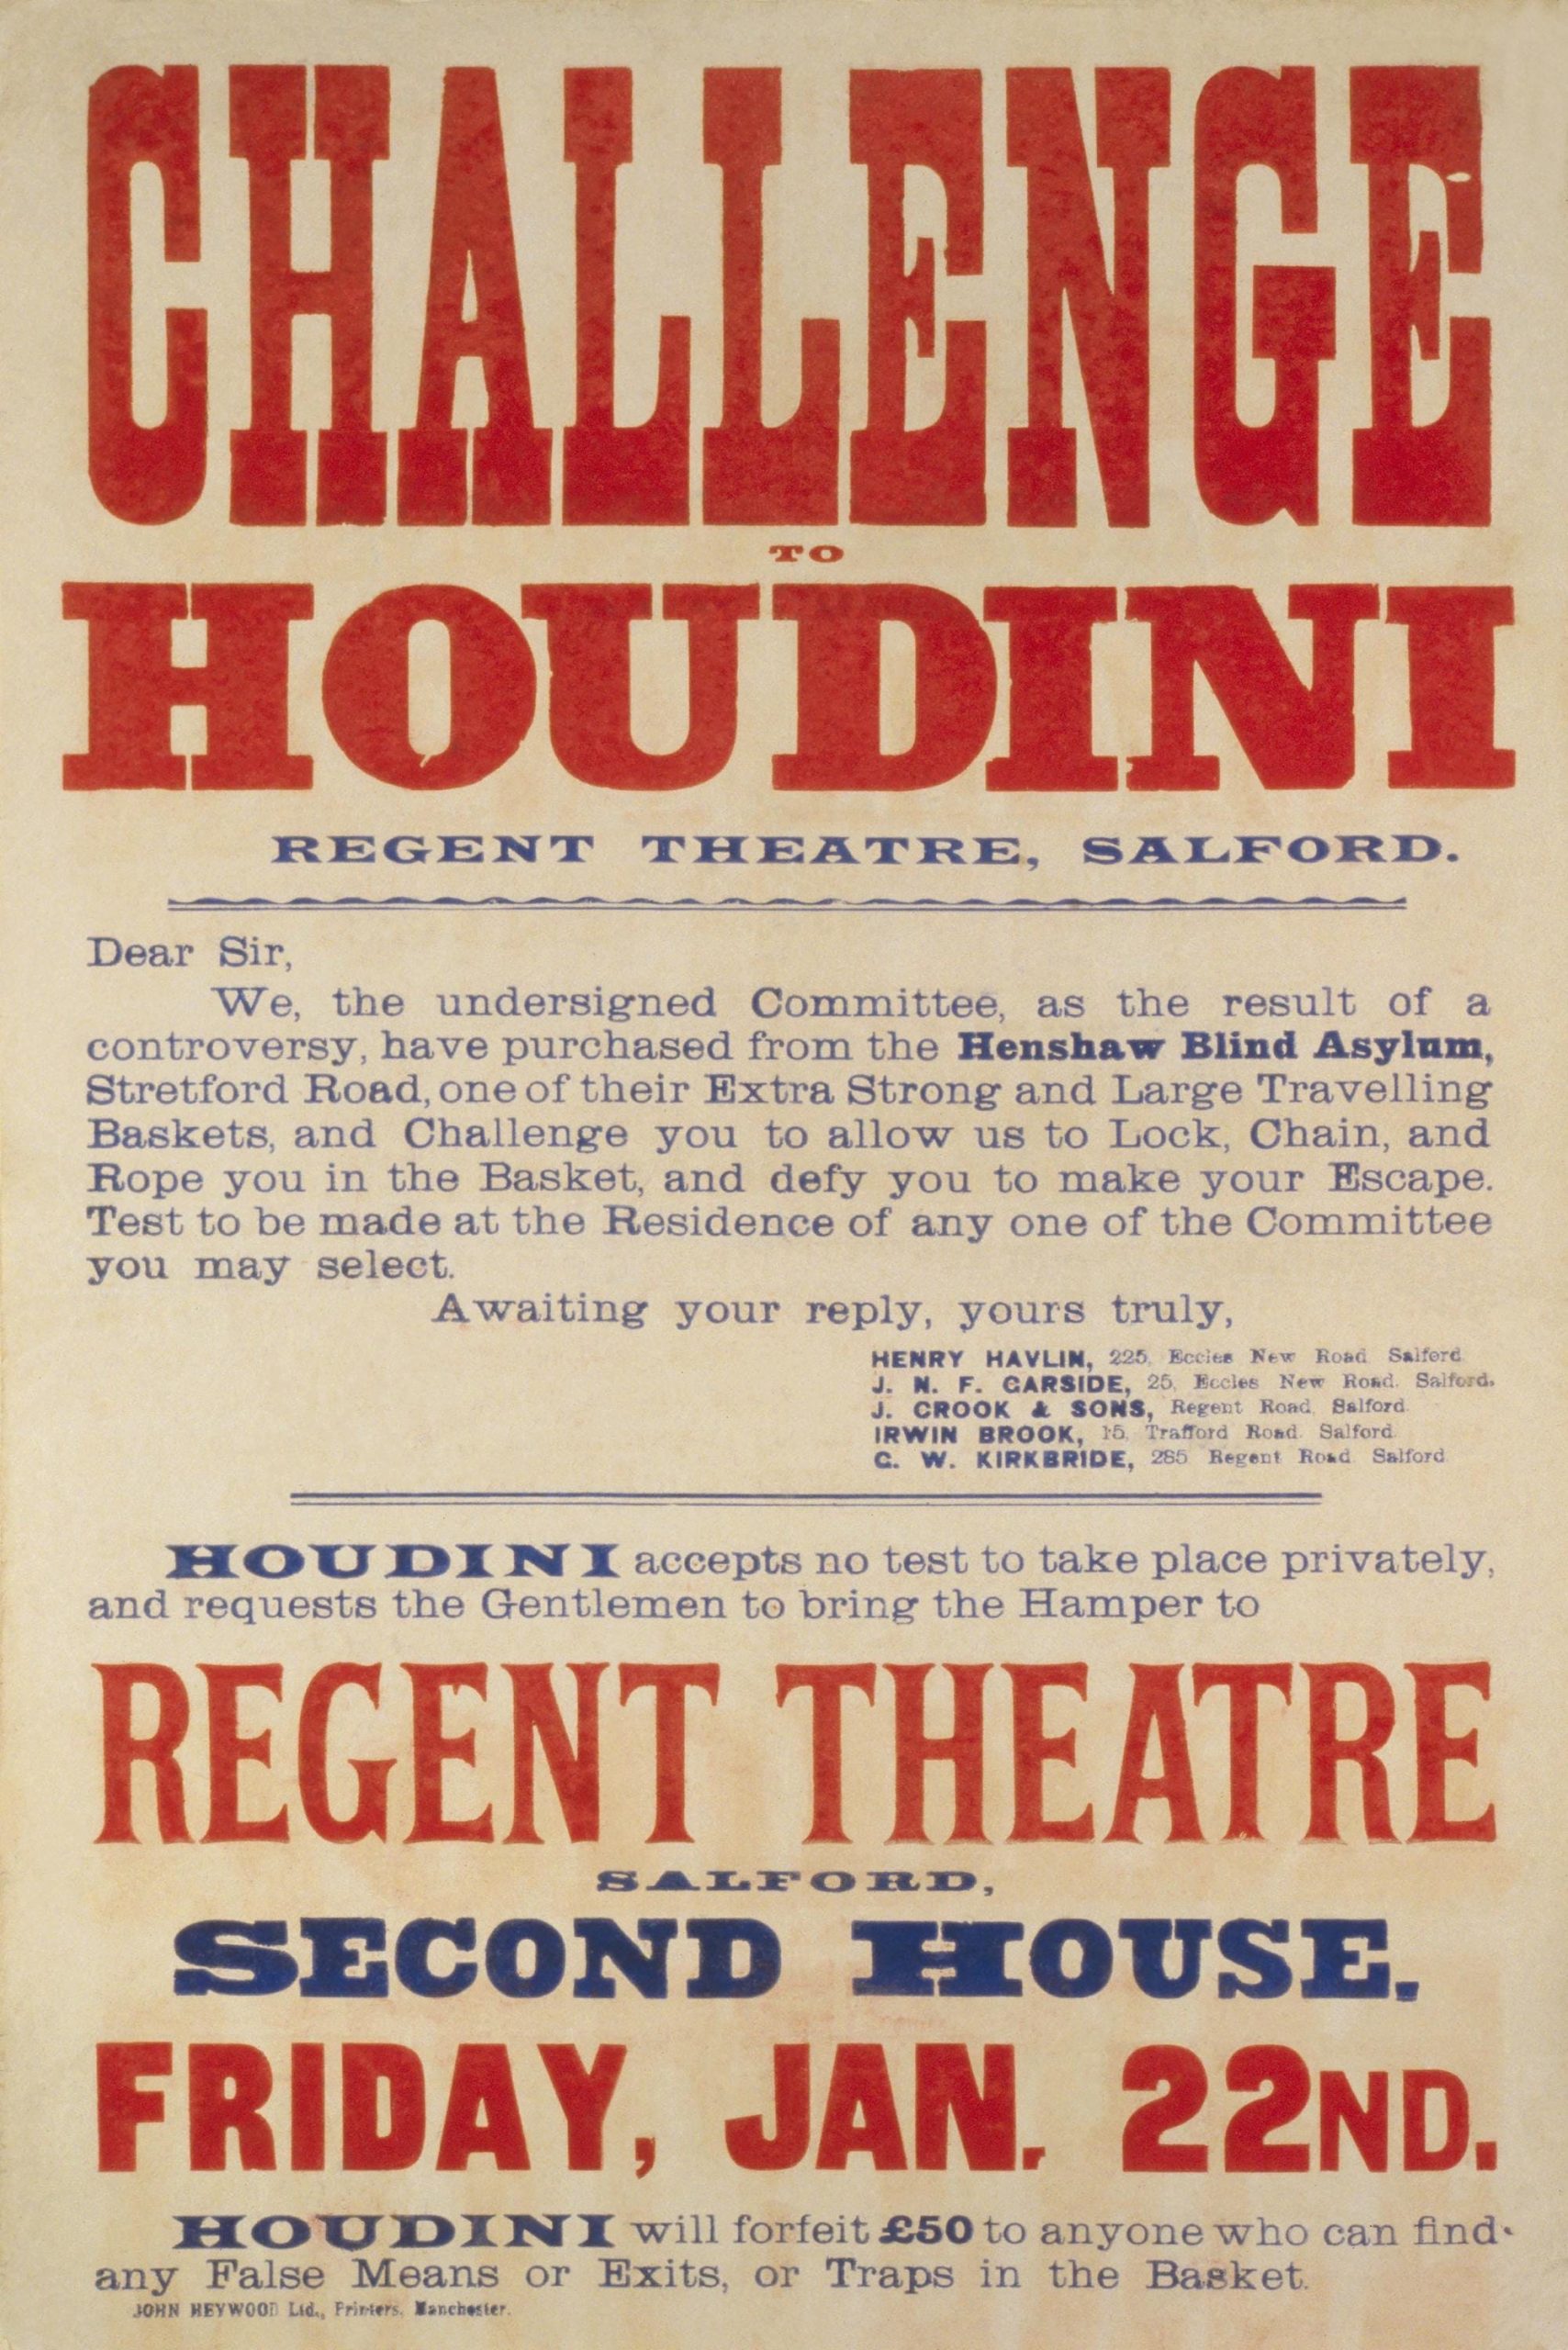 CHALLENGE
TO
HOUDINI
REGENT THEATRE, SALFORD.
Dear Sir,
We, the undersigned Committee, as the result of a
controversy, have purchased from the Henshaw Blind Asylum,
Stretford Road, one of their Extra Strong and Large Travelling
Baskets, and Challenge you to allow us to Lock, Chain, and
Rope you in the Basket, and defy you to make your Escape.
Test to be made at the Residence of any one of the Committee
you may select.
Awaiting your reply, yours truly,
HENRY HAVLIN, 225, Eccles New Road Salford
J. N. F. GARSIDE, 25, Eccles New Road, Salford.
J. CROOK & SONS, Regent Road, Salford
IRWIN BROOK, 15, Trafford Road Salford
C. W. KIRKBRIDE, 285 Regent Road Salford
HOUDINI accepts no test to take place privately,
and requests the Gentlemen to bring the Hamper to
REGENT THEATRE
SALFORD,
SECOND HOUSE.
FRIDAY, JAN. 22ND.
HOUDINI will forfeit £50 to anyone who can find
any False Means or Exits, or Traps in the Basket.
JOHN HEYWOOD Ltd., Printers, Manchester.